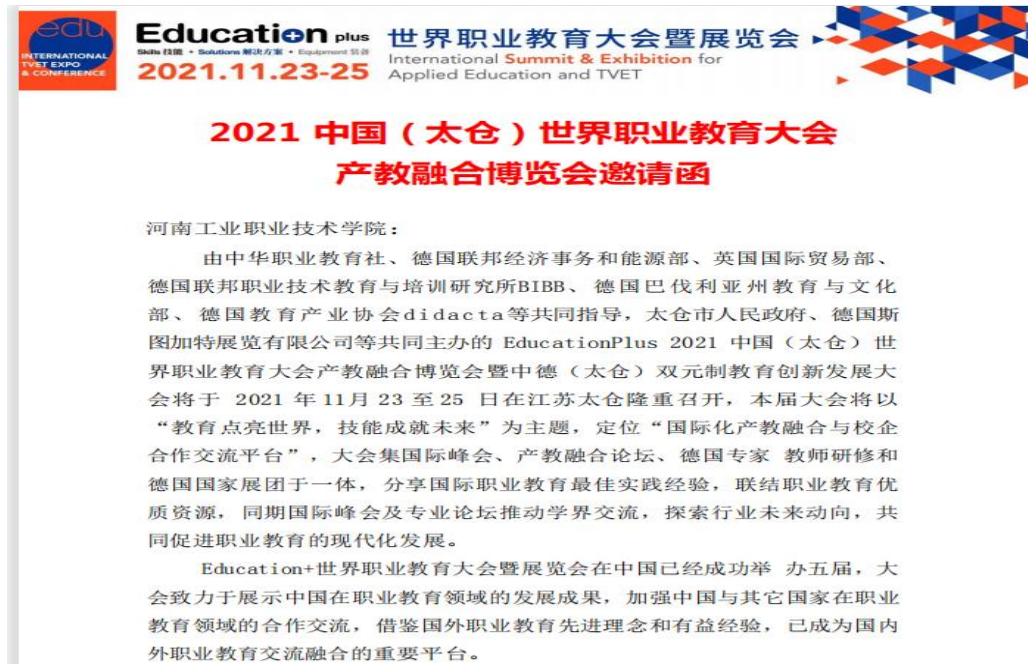 edu
INTERNATIONAL
TVET EXPO
& CONFERENCE
Education plus
Skills 技能 • Solutions 解决方案 • Equipment 装备
2021.11.23-25
世界职业教育大会暨展览会
International Summit & Exhibition for
Applied Education and TVET
2021 中国（太仓）世界职业教育大会
产教融合博览会邀请函
河南工业职业技术学院：
由中华职业教育社、德国联邦经济事务和能源部、英国国际贸易部、
德国联邦职业技术教育与培训研究所BIBB、德国巴伐利亚州教育与文化
部、德国教育产业协会didacta等共同指导，太仓市人民政府、德国斯
图加特展览有限公司等共同主办的 EducationPlus 2021 中国（太仓）世
界职业教育大会产教融合博览会暨中德（太仓）双元制教育创新发展大
会将于 2021 年11月 23 至25 日在江苏太仓隆重召开，本届大会将以
“教育点亮世界，技能成就未来”为主题，定位“国际化产教融合与校企
合作交流平台”，大会集国际峰会、产教融合论坛、德国专家 教师研修和
德国国家展团于一体，分享国际职业教育最佳实践经验，联结职业教育优
质资源，同期国际峰会及专业论坛推动学界交流，探索行业未来动向，共
同促进职业教育的现代化发展。
Education+世界职业教育大会暨展览会在中国已经成功举 办五届，大
会致力于展示中国在职业教育领域的发展成果，加强中国与其它国家在职业
教育领域的合作交流，借鉴国外职业教育先进理念和有益经验，已成为国内
外职业教育交流融合的重要平台。